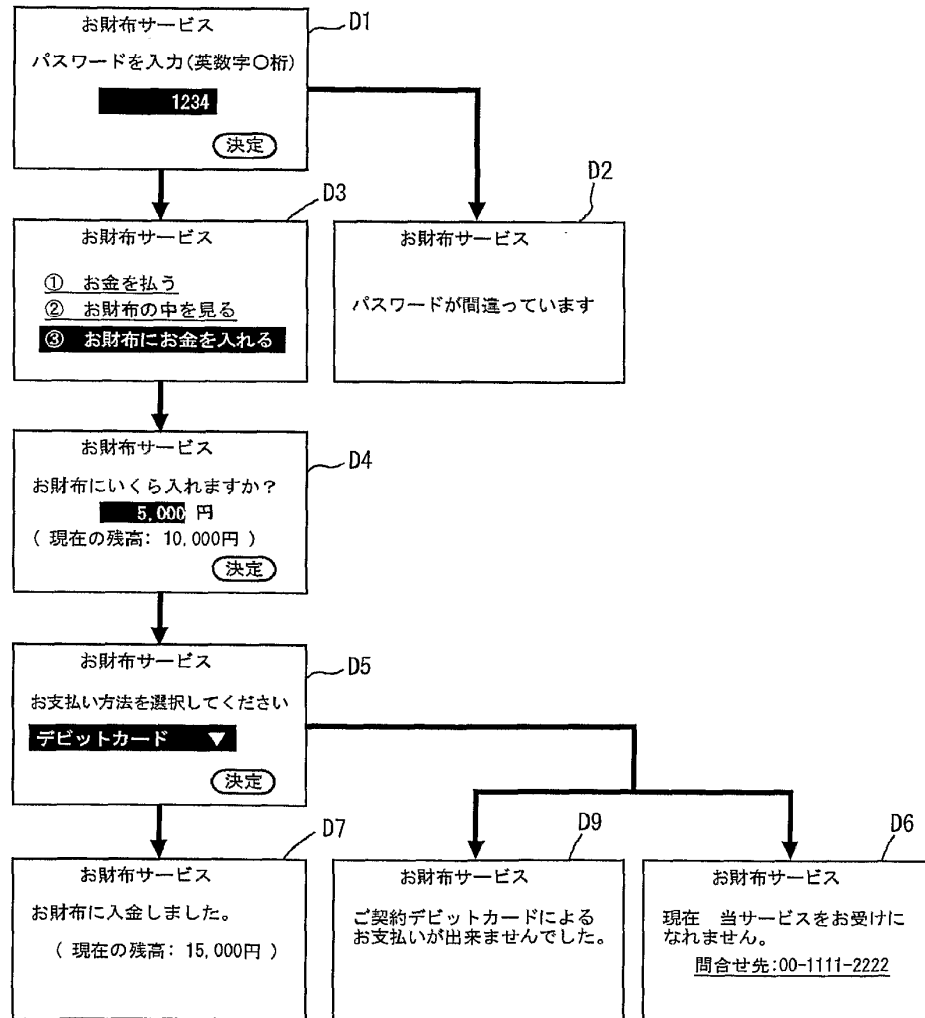 お財布サービス
D1
パスワードを入力(英数字〇桁)
1234
決定
D3
お財布サービス
① お金を払う
② お財布の中を見る
③ お財布にお金を入れる
D2
お財布サービス
パスワードが間違っています
お財布サービス
D4
お財布にいくら入れますか?
5,000 円
( 現在の残高: 10,000円 )
決定
お財布サービス
D5
お支払い方法を選択してください
デビットカード ▼
決定
D7
お財布サービス
お財布に入金しました。
( 現在の残高: 15,000円 )
D9
お財布サービス
ご契約デビットカードによる
お支払いが出来ませんでした。
D6
お財布サービス
現在 当サービスをお受けに
なれません。
問合せ先:00-1111-2222